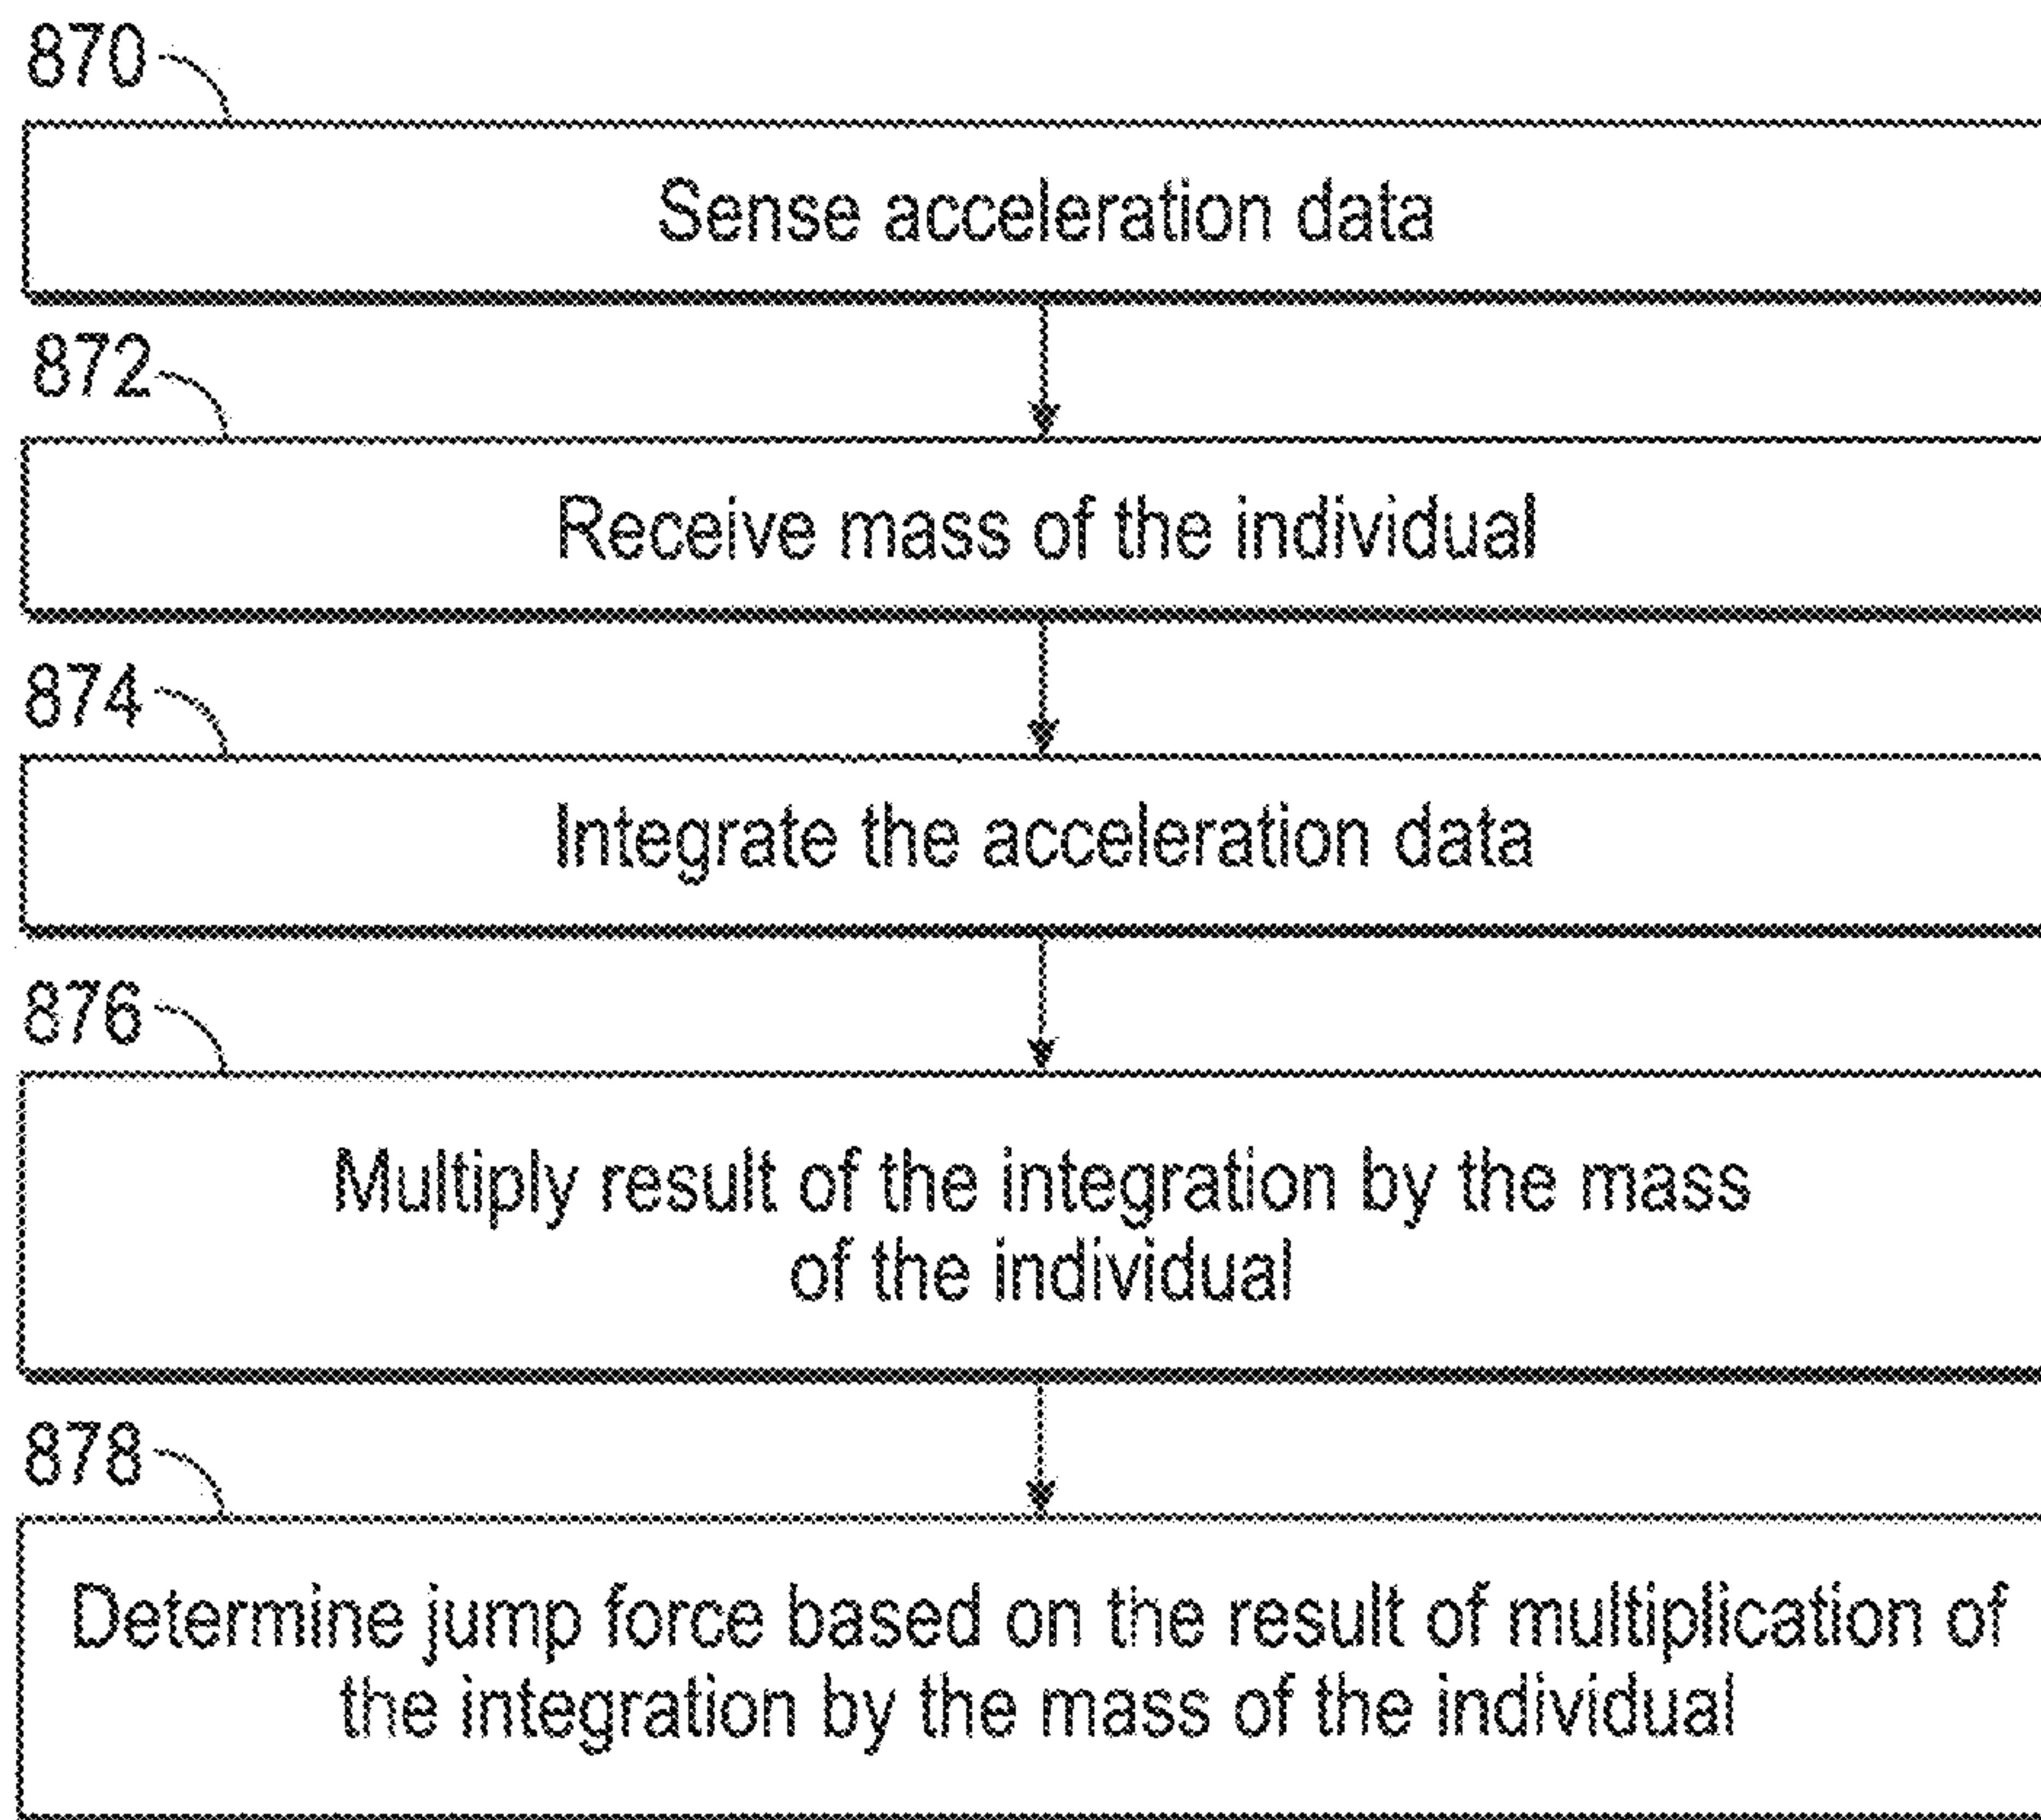 870
Sense acceleration data
872
Receive mass of the individual
874
Integrate the acceleration data
876
Multiply result of the integration by the mass
of the individual
878
Determine jump force based on the result of multiplication of
the integration by the mass of the individual